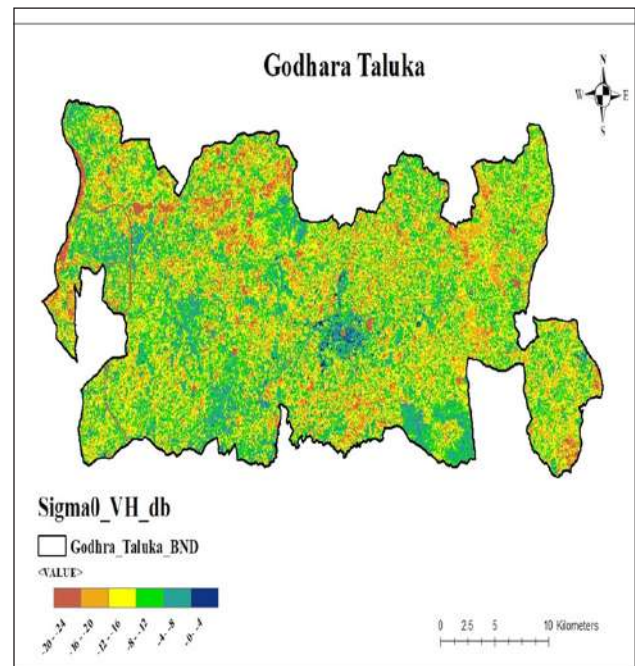 Godhara Taluka
N
W E
S
Sigma0_VH_db
Godhra_Taluka_BND
<VALUE>
-20 - -24
-16 - -20
-12 - -16
-8 - -12
-4 - -8
-0 - -4
0 2.5 5 10 Kilometers